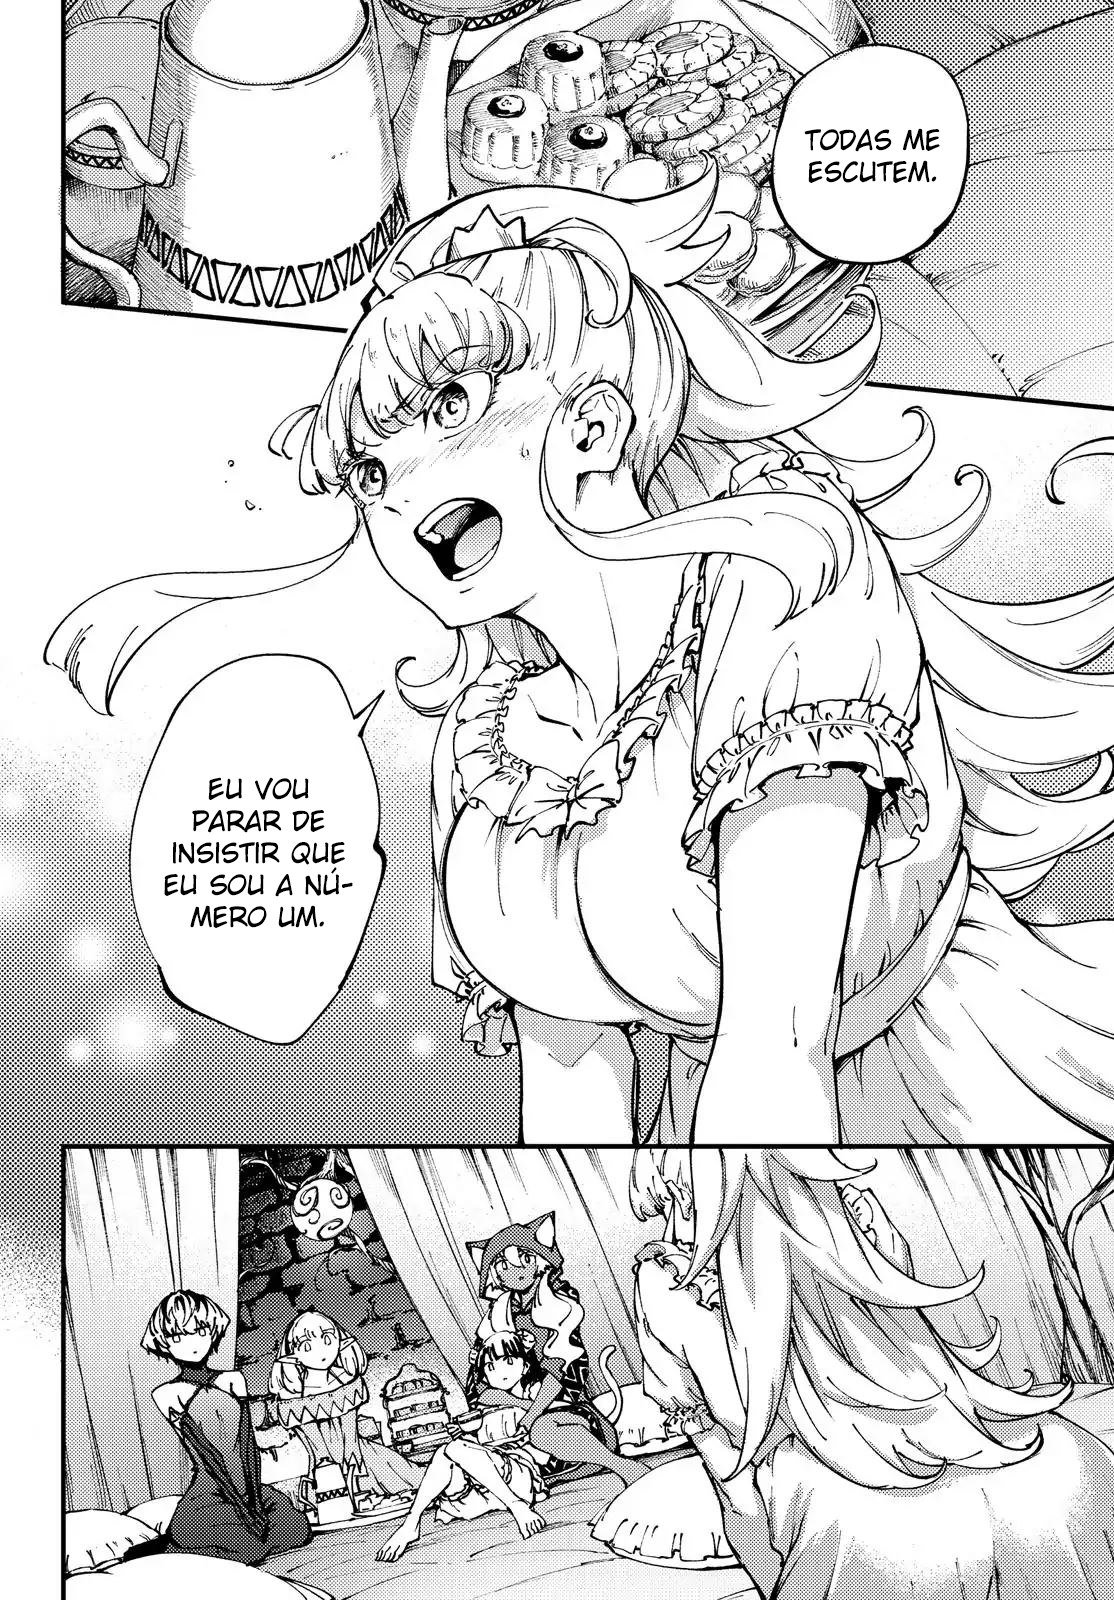 TODAS ME
ESCUTEM.
EU VOU
PARAR DE
INSISTIR QUE
EU SOU A NÚ-
MERO UM.